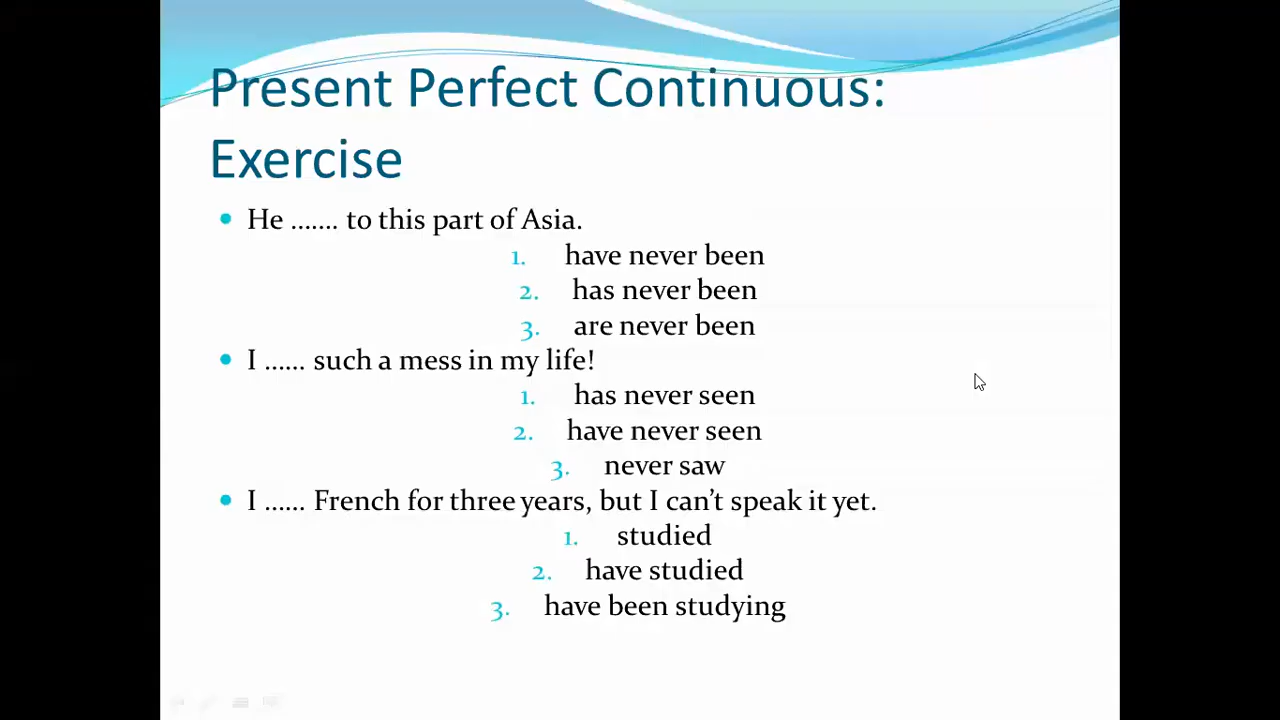 Present Perfect Continuous:
Exercise
• He ....... to this part of Asia.
1. have never been
2. has never been
3. are never been
• I ...... such a mess in my life!
1. has never seen
2. have never seen
3. never saw
• I ...... French for three years, but I can’t speak it yet.
1. studied
2. have studied
3. have been studying